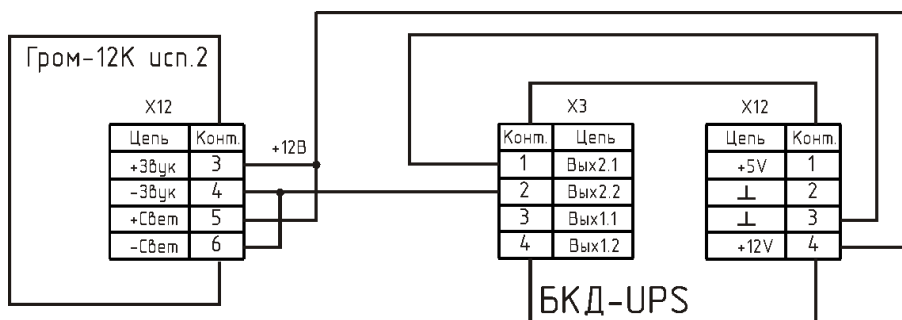 Гром-12К исп.2
X12
Цепь Конт.
+Звук 3
-Звук 4
+Свет 5
-Свет 6
+12В
X3
Конт. Цепь
1 Вых2.1
2 Вых2.2
3 Вых1.1
4 Вых1.2
X12
Цепь Конт.
+5V 1
⊥ 2
⊥ 3
+12V 4
БКД-UPS